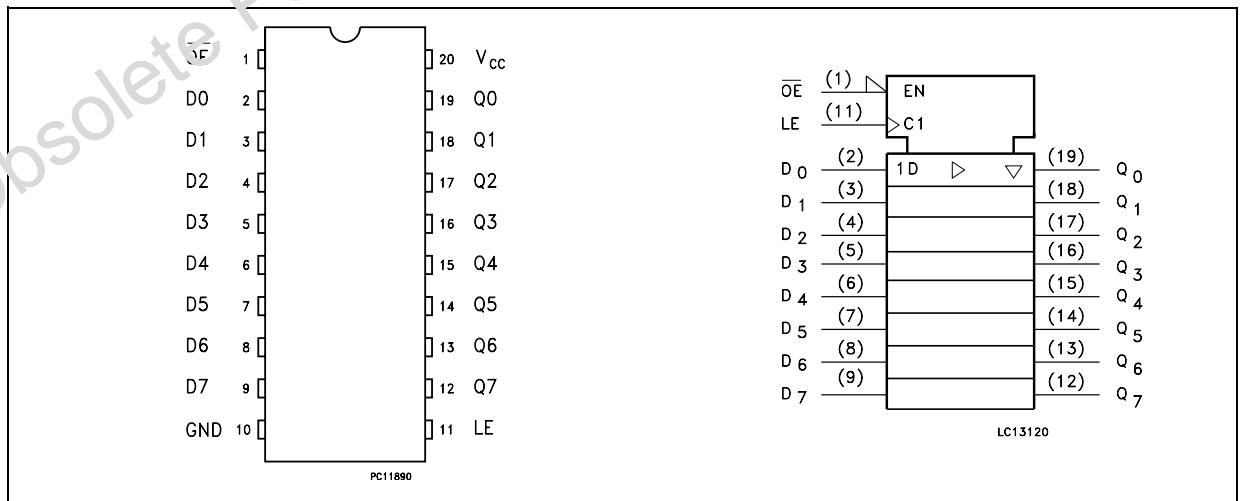 Obsolete
OE 1 20 VCC
D0 2 19 Q0
D1 3 18 Q1
D2 4 17 Q2
D3 5 16 Q3
D4 6 15 Q4
D5 7 14 Q5
D6 8 13 Q6
D7 9 12 Q7
GND 10 11 LE
PC11890
OE (1) EN
LE (11) C1
D0 (2) 1D (19) Q0
D1 (3) (18) Q1
D2 (4) (17) Q2
D3 (5) (16) Q3
D4 (6) (15) Q4
D5 (7) (14) Q5
D6 (8) (13) Q6
D7 (9) (12) Q7
LC13120